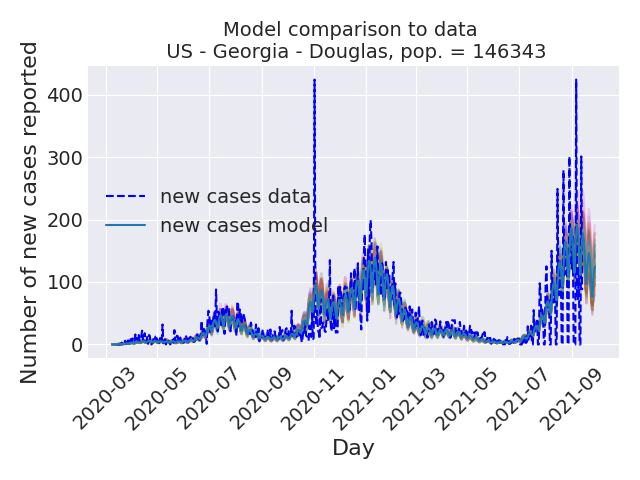 Model comparison to data
US - Georgia - Douglas, pop. = 146343
Number of new cases reported
400
300
200
100
0
new cases data
new cases model
2020-03
2020-05
2020-07
2020-09
2020-11
2021-01
2021-03
2021-05
2021-07
2021-09
Day